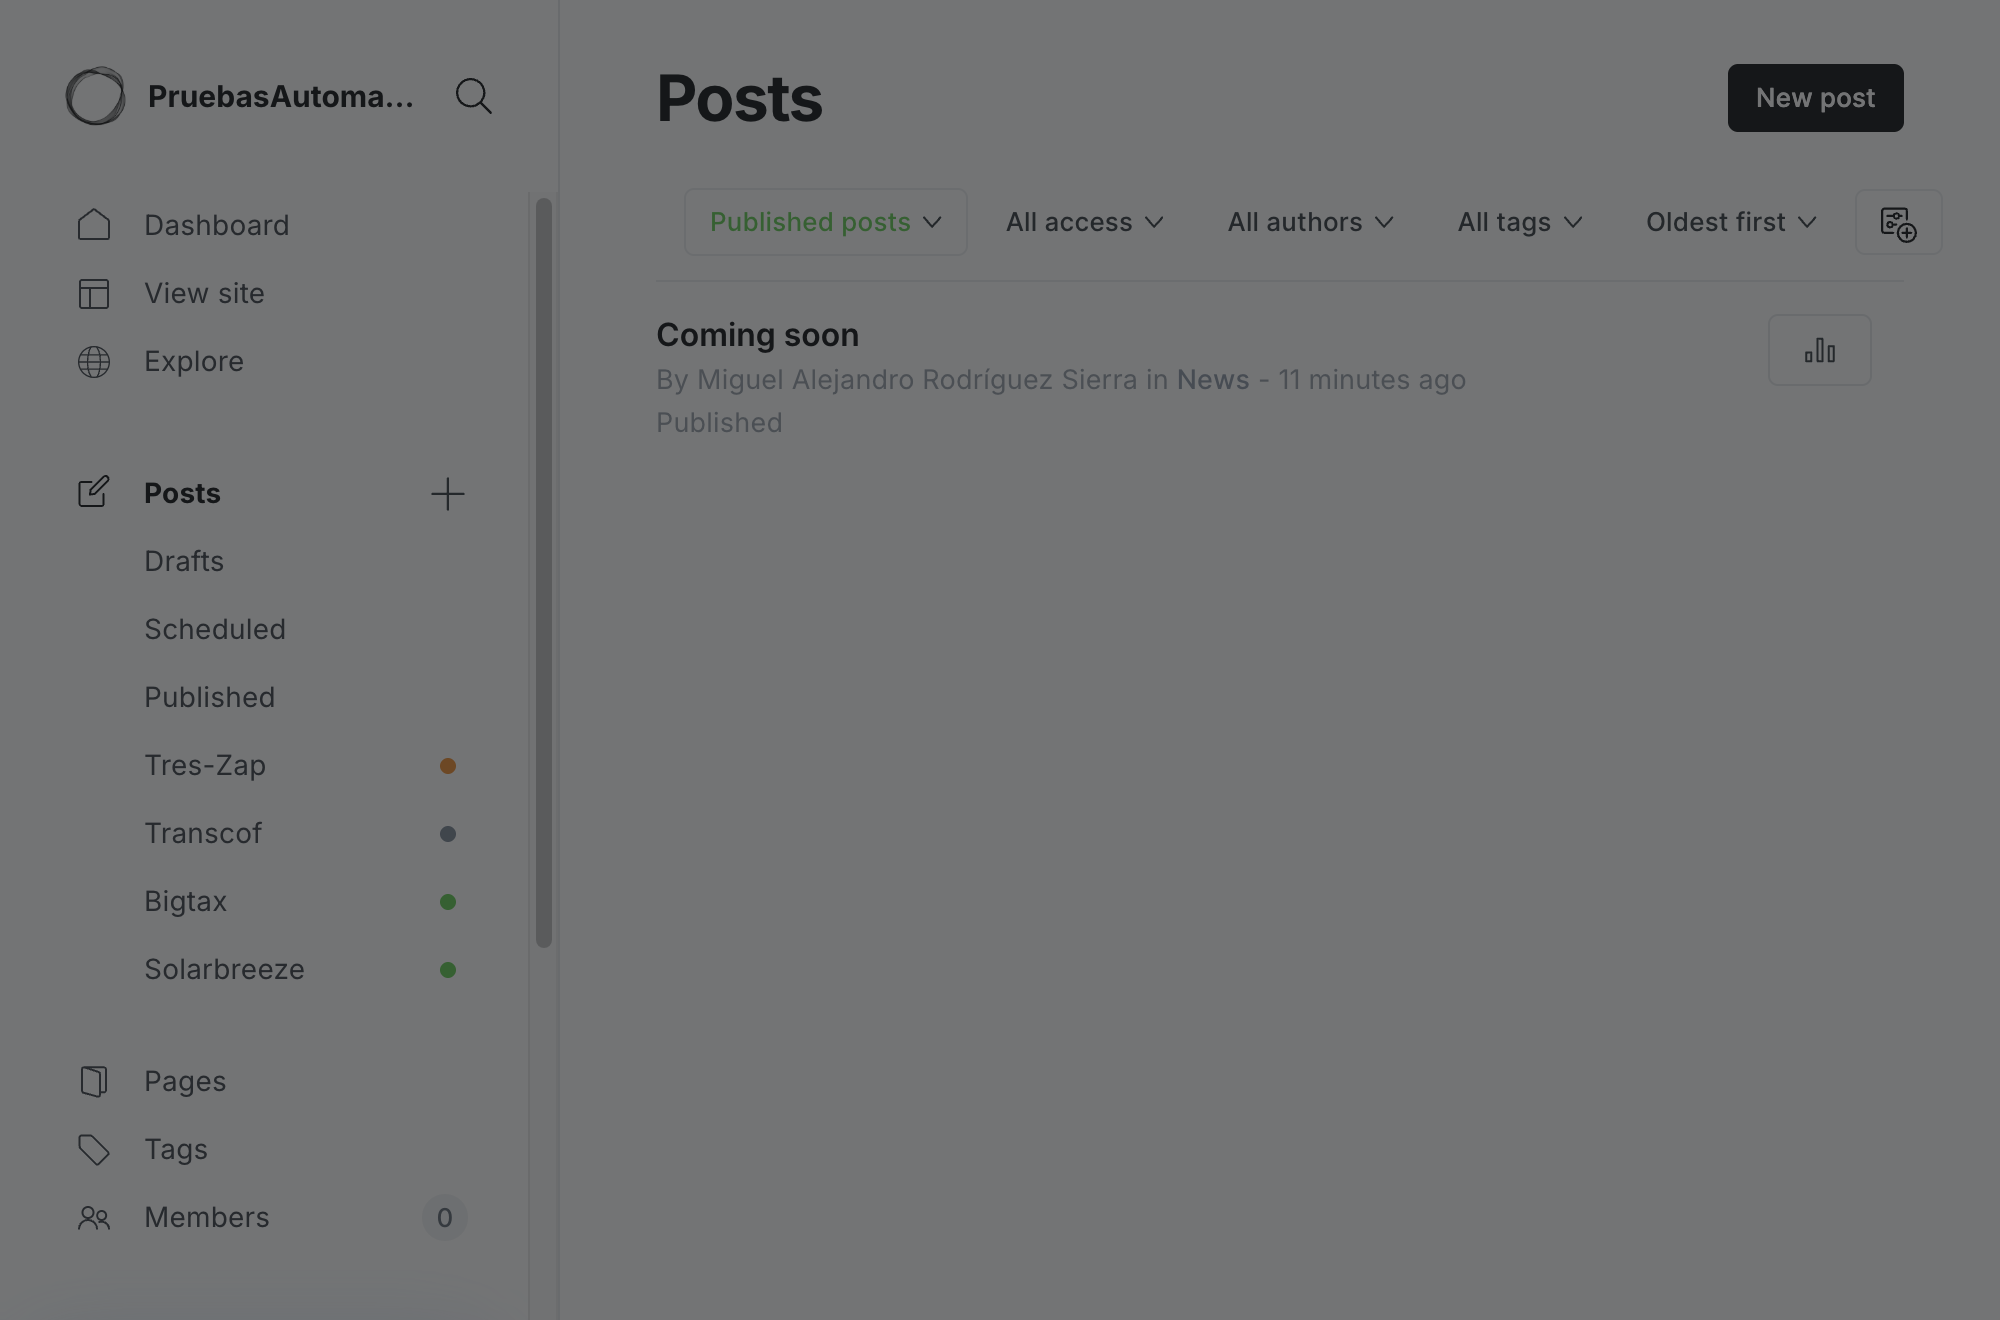 PruebasAutoma...
Dashboard
View site
Explore
Posts
Drafts
Scheduled
Published
Tres-Zap
Transcof
Bigtax
Solarbreeze
Pages
Tags
Members 0
Posts
New post
Published posts All access All authors All tags Oldest first
Coming soon
By Miguel Alejandro Rodríguez Sierra in News - 11 minutes ago
Published